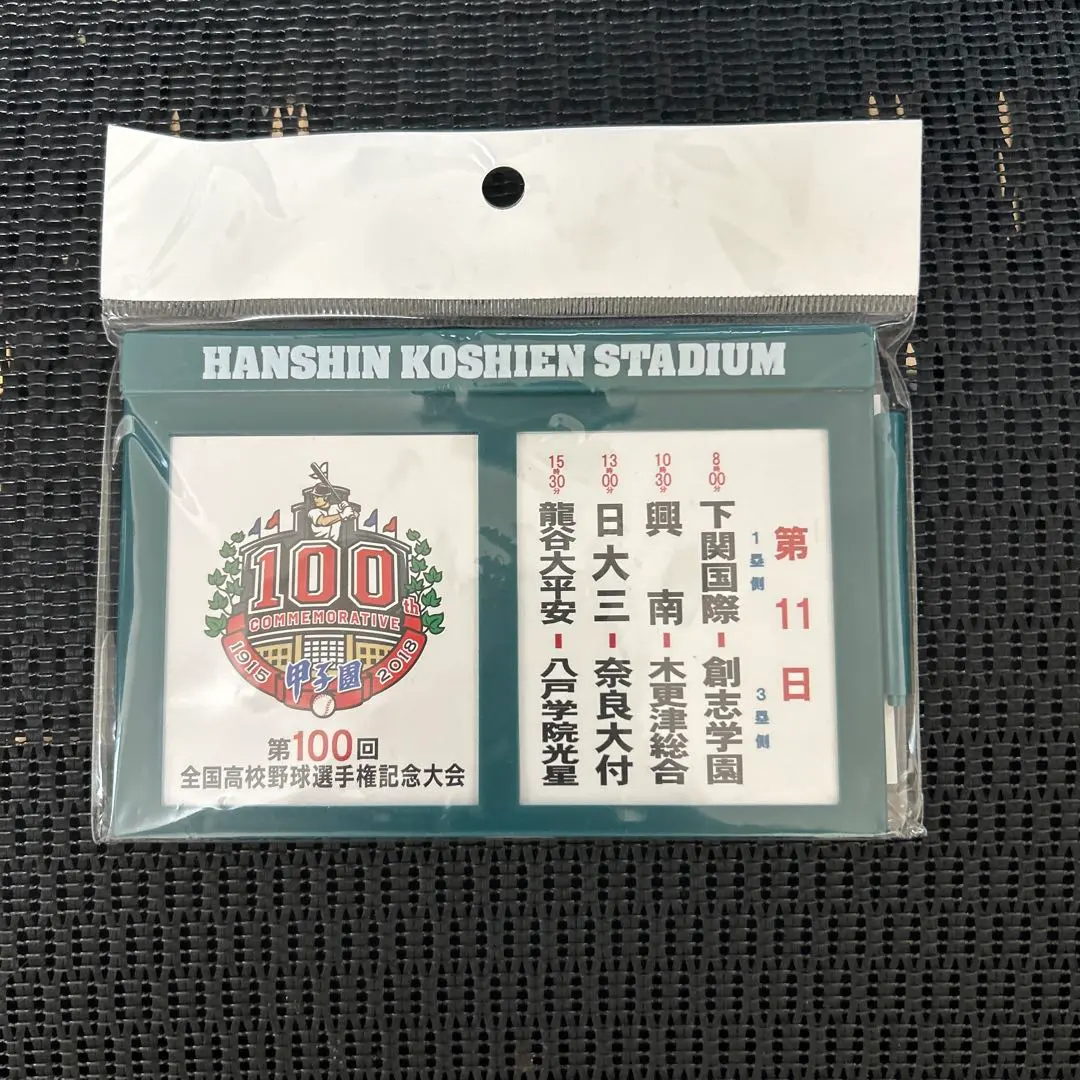 HANSHIN KOSHIEN STADIUM
100th
COMMEMORATIVE
1915 甲子園 2018
第100回
全国高校野球選手権記念大会
第11日
1塁側
3塁側
8時00分
下関国際-創志学園
10時30分
興南-木更津総合
13時00分
日大三-奈良大付
15時30分
龍谷大平安-八戸学院光星